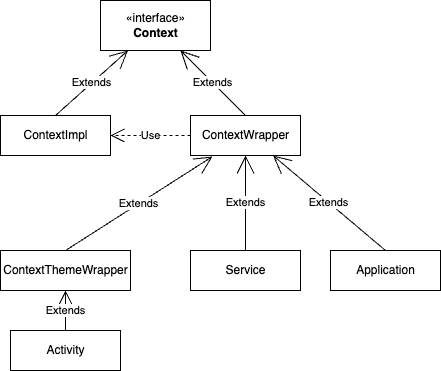 «interface»
Context
Extends
Extends
ContextImpl
Use
ContextWrapper
Extends
Extends
Extends
ContextThemeWrapper
Service
Application
Extends
Activity